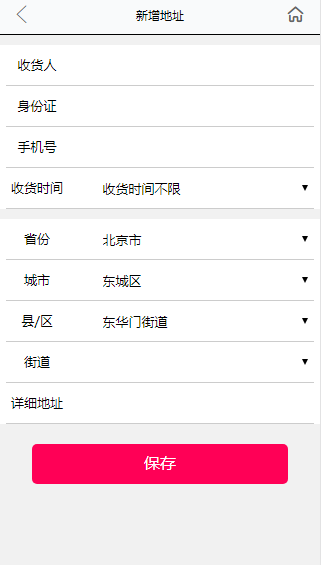 新增地址
收货人
身份证
手机号
收货时间 收货时间不限
省份 北京市
城市 东城区
县/区 东华门街道
街道
详细地址
保存